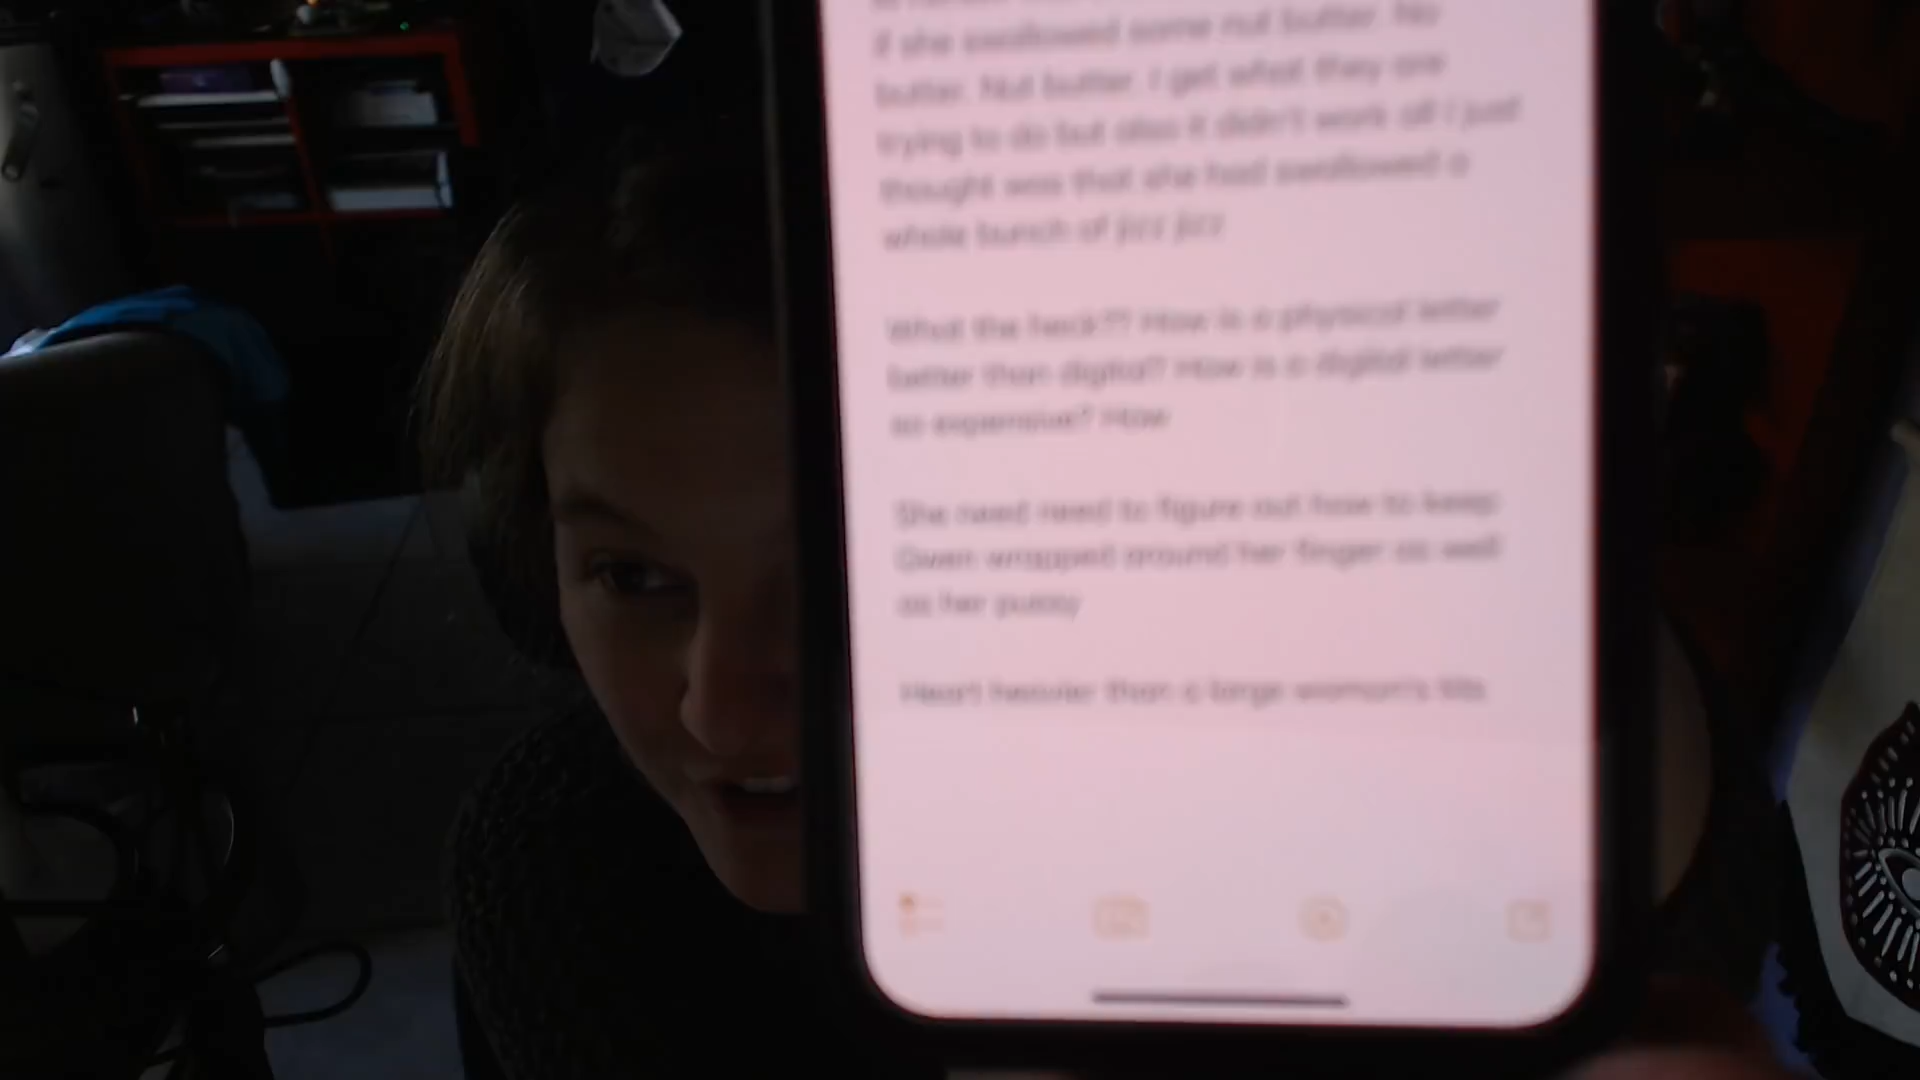 if she swallowed some nut butter. No
butter. Nut butter. I get what they are
trying to do but also it didn't work all I just
thought was that she had swallowed a
whole bunch of jizz jizz
What the heck?? How is a physical letter
better than digital? How is a digital letter
so expensive? How
She need need to figure out how to keep
Gwen wrapped around her finger as well
as her pussy
Heart heavier than a large woman's tits